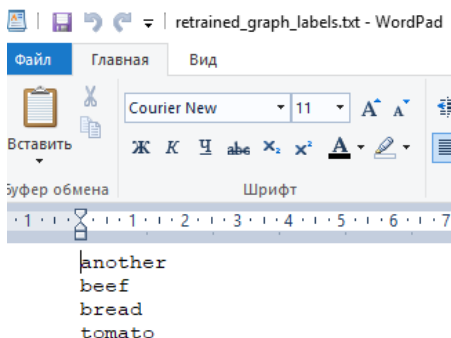 retrained_graph_labels.txt - WordPad
Файл Главная Вид
Courier New 11 A A
Вставить Ж К Ч abc X₂ X² A
Буфер обмена Шрифт
1 1 2 3 4 5 6 7
another
beef
bread
tomato